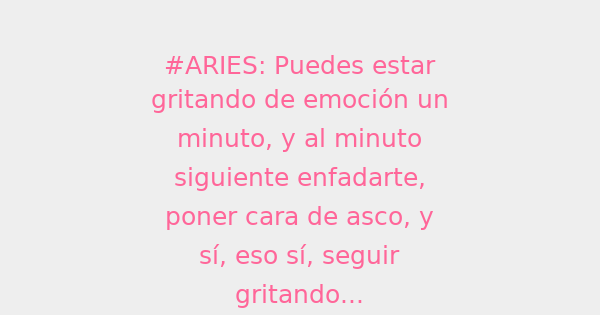 #ARIES: Puedes estar
gritando de emoción un
minuto, y al minuto
siguiente enfadarte,
poner cara de asco, y
sí, eso sí, seguir
gritando...